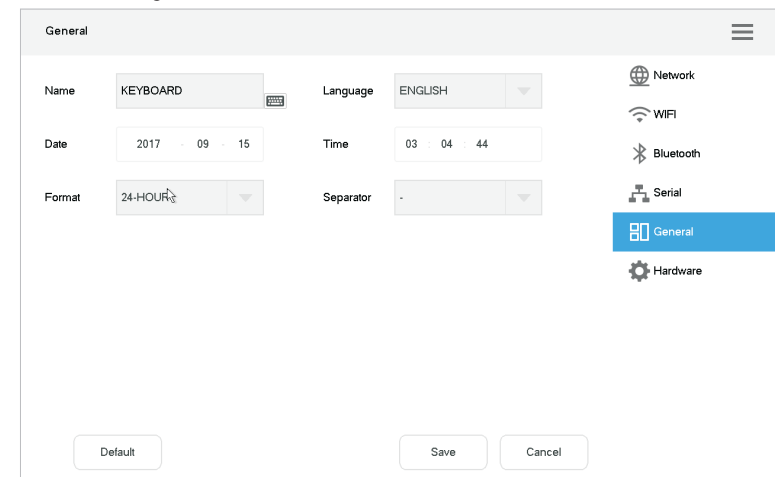 General
Name KEYBOARD Language ENGLISH
Date 2017 - 09 - 15 Time 03 : 04 : 44
Format 24-HOUR Separator -
Network
WIFI
Bluetooth
Serial
General
Hardware
Default Save Cancel